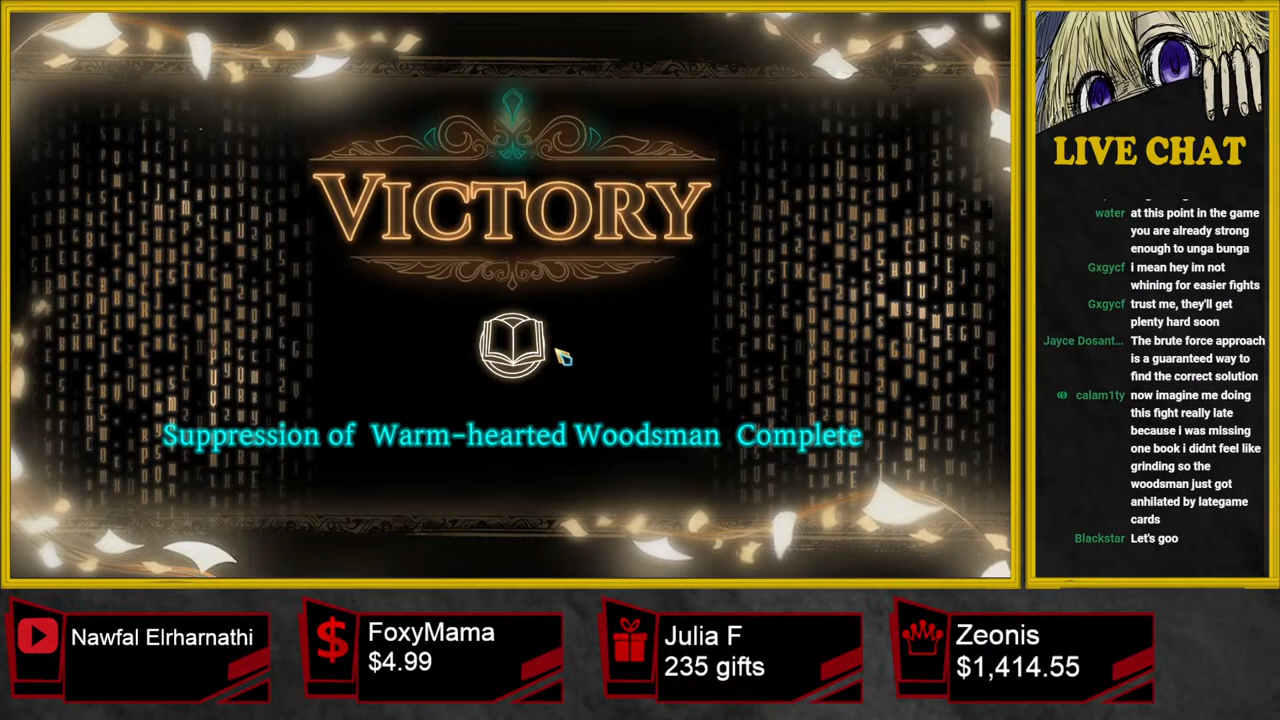 VICTORY
Suppression of Warm-hearted Woodsman Complete
LIVE CHAT
water at this point in the game
you are already strong
enough to unga bunga
Gxgycf i mean hey im not
whining for easier fights
Gxgycf trust me, they'll get
plenty hard soon
Jayce Dosant... The brute force approach
is a guaranteed way to
find the correct solution
calam1ty now imagine me doing
this fight really late
because i was missing
one book i didnt feel like
grinding so the
woodsman just got
anhilated by lategame
cards
Blackstar Let's goo
Nawfal Elrharnathi
FoxyMama
$4.99
Julia F
235 gifts
Zeonis
$1,414.55